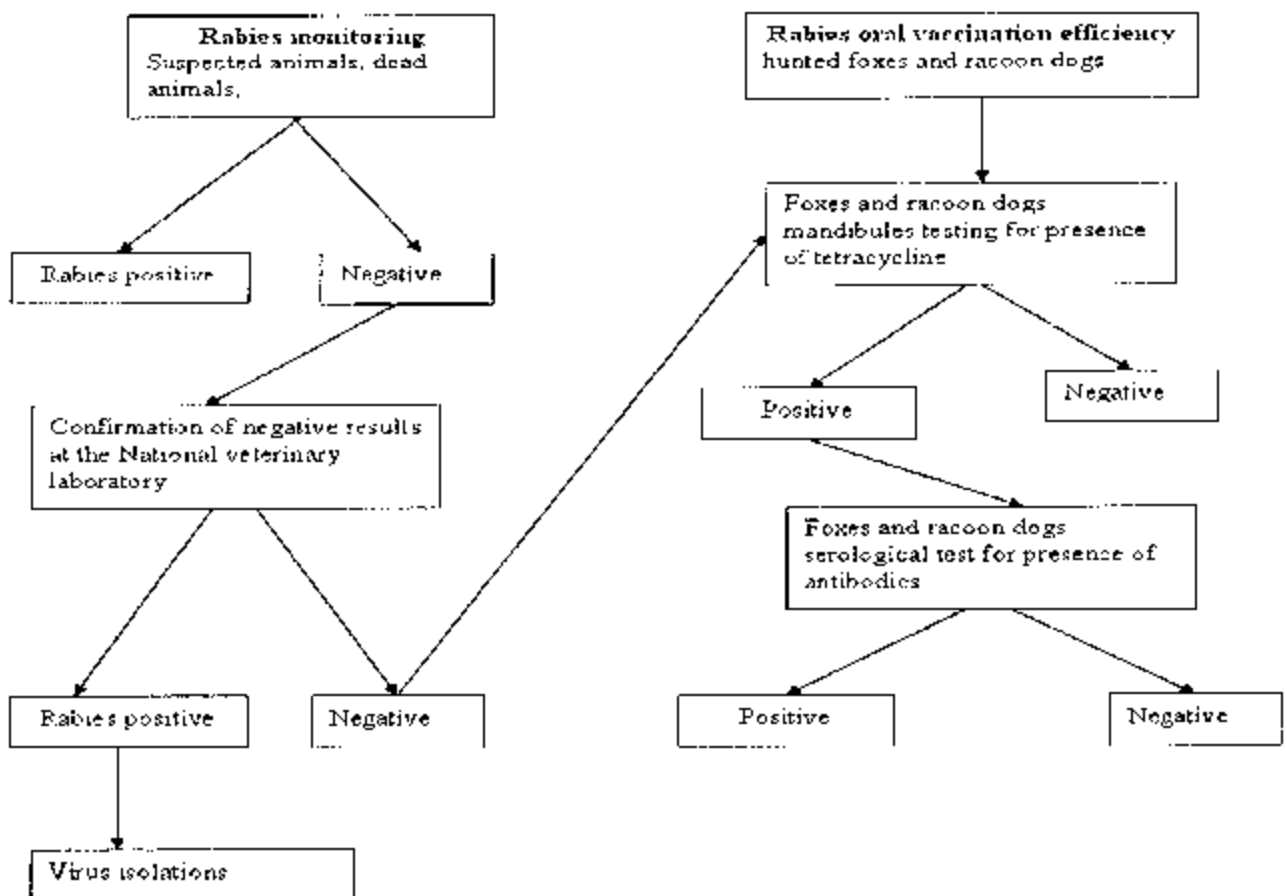 Rabies monitoring
Suspected animals, dead
animals,
Rabies positive
Negative
Confirmation of negative results
at the National veterinary
laboratory
Rabies positive
Negative
Virus isolations
Rabies oral vaccination efficiency
hunted foxes and racoon dogs
Foxes and racoon dogs
mandibules testing for presence
of tetracycline
Positive
Negative
Foxes and racoon dogs
serological test for presence of
antibodies
Positive
Negative